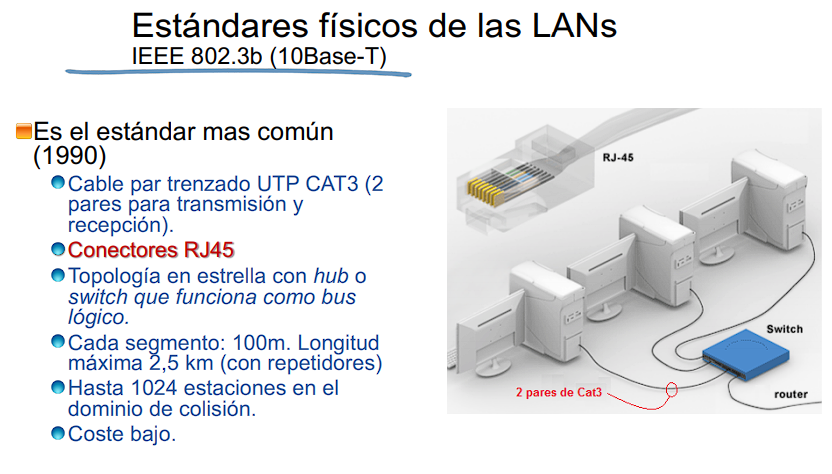 Estándares físicos de las LANs
IEEE 802.3b (10Base-T)
Es el estándar mas común
(1990)
Cable par trenzado UTP CAT3 (2
pares para transmisión y
recepción).
Conectores RJ45
Topología en estrella con hub o
switch que funciona como bus
lógico.
Cada segmento: 100m. Longitud
máxima 2,5 km (con repetidores)
Hasta 1024 estaciones en el
dominio de colisión.
Coste bajo.
RJ-45
Switch
2 pares de Cat3
router